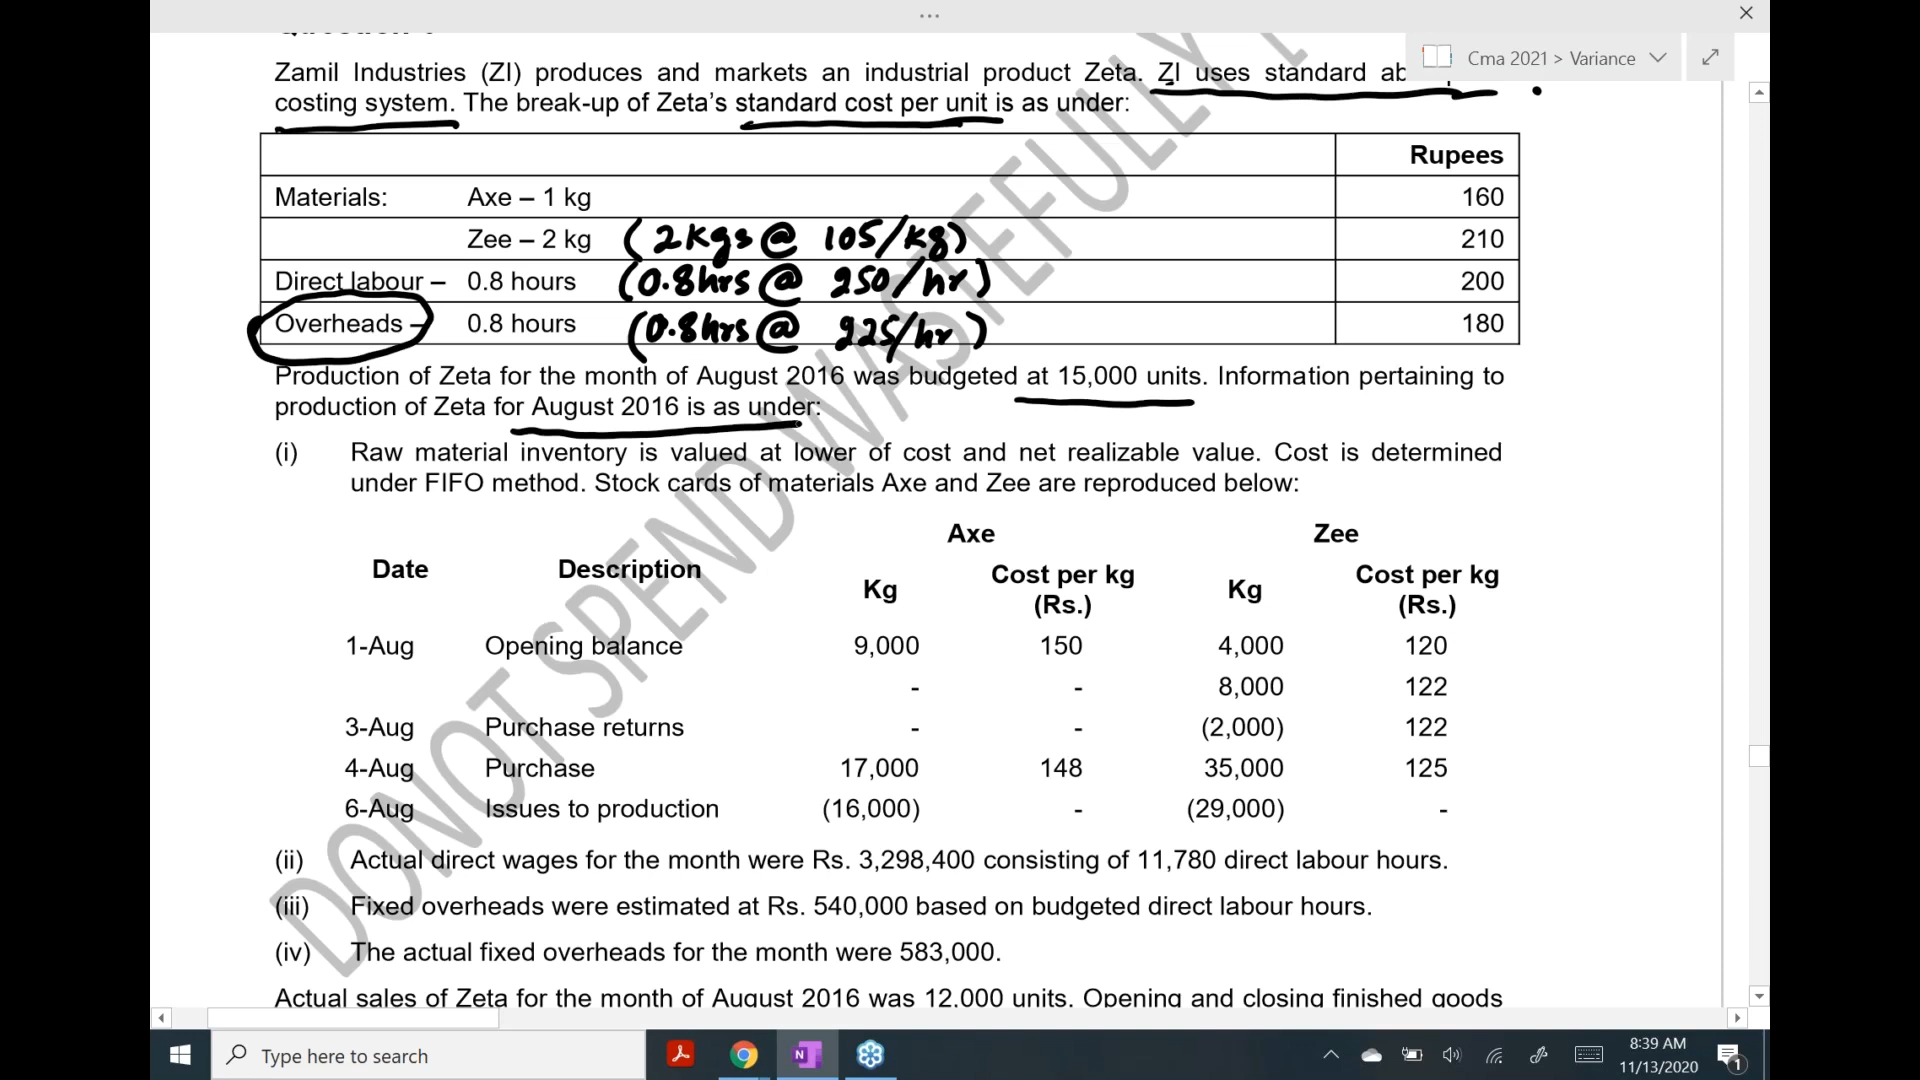 Cma 2021 > Variance
Zamil Industries (ZI) produces and markets an industrial product Zeta. ZI uses standard ab
costing system. The break-up of Zeta's standard cost per unit is as under:
Rupees
Materials: Axe – 1 kg 160
Zee – 2 kg (2kgs @ 105/kg) 210
Direct labour – 0.8 hours (0.8hrs @ 250/hr) 200
Overheads – 0.8 hours (0.8hrs @ 225/hr) 180
Production of Zeta for the month of August 2016 was budgeted at 15,000 units. Information pertaining to
production of Zeta for August 2016 is as under:
(i) Raw material inventory is valued at lower of cost and net realizable value. Cost is determined
under FIFO method. Stock cards of materials Axe and Zee are reproduced below:
Axe Zee
Date Description Kg Cost per kg (Rs.) Kg Cost per kg (Rs.)
1-Aug Opening balance 9,000 150 4,000 120
- - 8,000 122
3-Aug Purchase returns - - (2,000) 122
4-Aug Purchase 17,000 148 35,000 125
6-Aug Issues to production (16,000) - (29,000) -
(ii) Actual direct wages for the month were Rs. 3,298,400 consisting of 11,780 direct labour hours.
(iii) Fixed overheads were estimated at Rs. 540,000 based on budgeted direct labour hours.
(iv) The actual fixed overheads for the month were 583,000.
Actual sales of Zeta for the month of August 2016 was 12,000 units. Opening and closing finished goods
DONOT SPEND WASTEFULLY
Type here to search
8:39 AM
11/13/2020
1